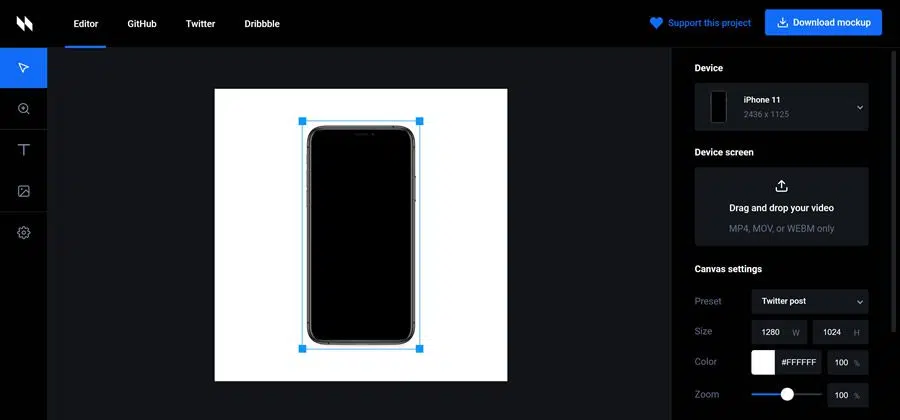 Editor GitHub Twitter Dribbble Support this project Download mockup
Device
iPhone 11
2436 x 1125
Device screen
Drag and drop your video
MP4, MOV, or WEBM only
Canvas settings
Preset Twitter post
Size 1280 W 1024 H
Color #FFFFFF 100 %
Zoom 100 %